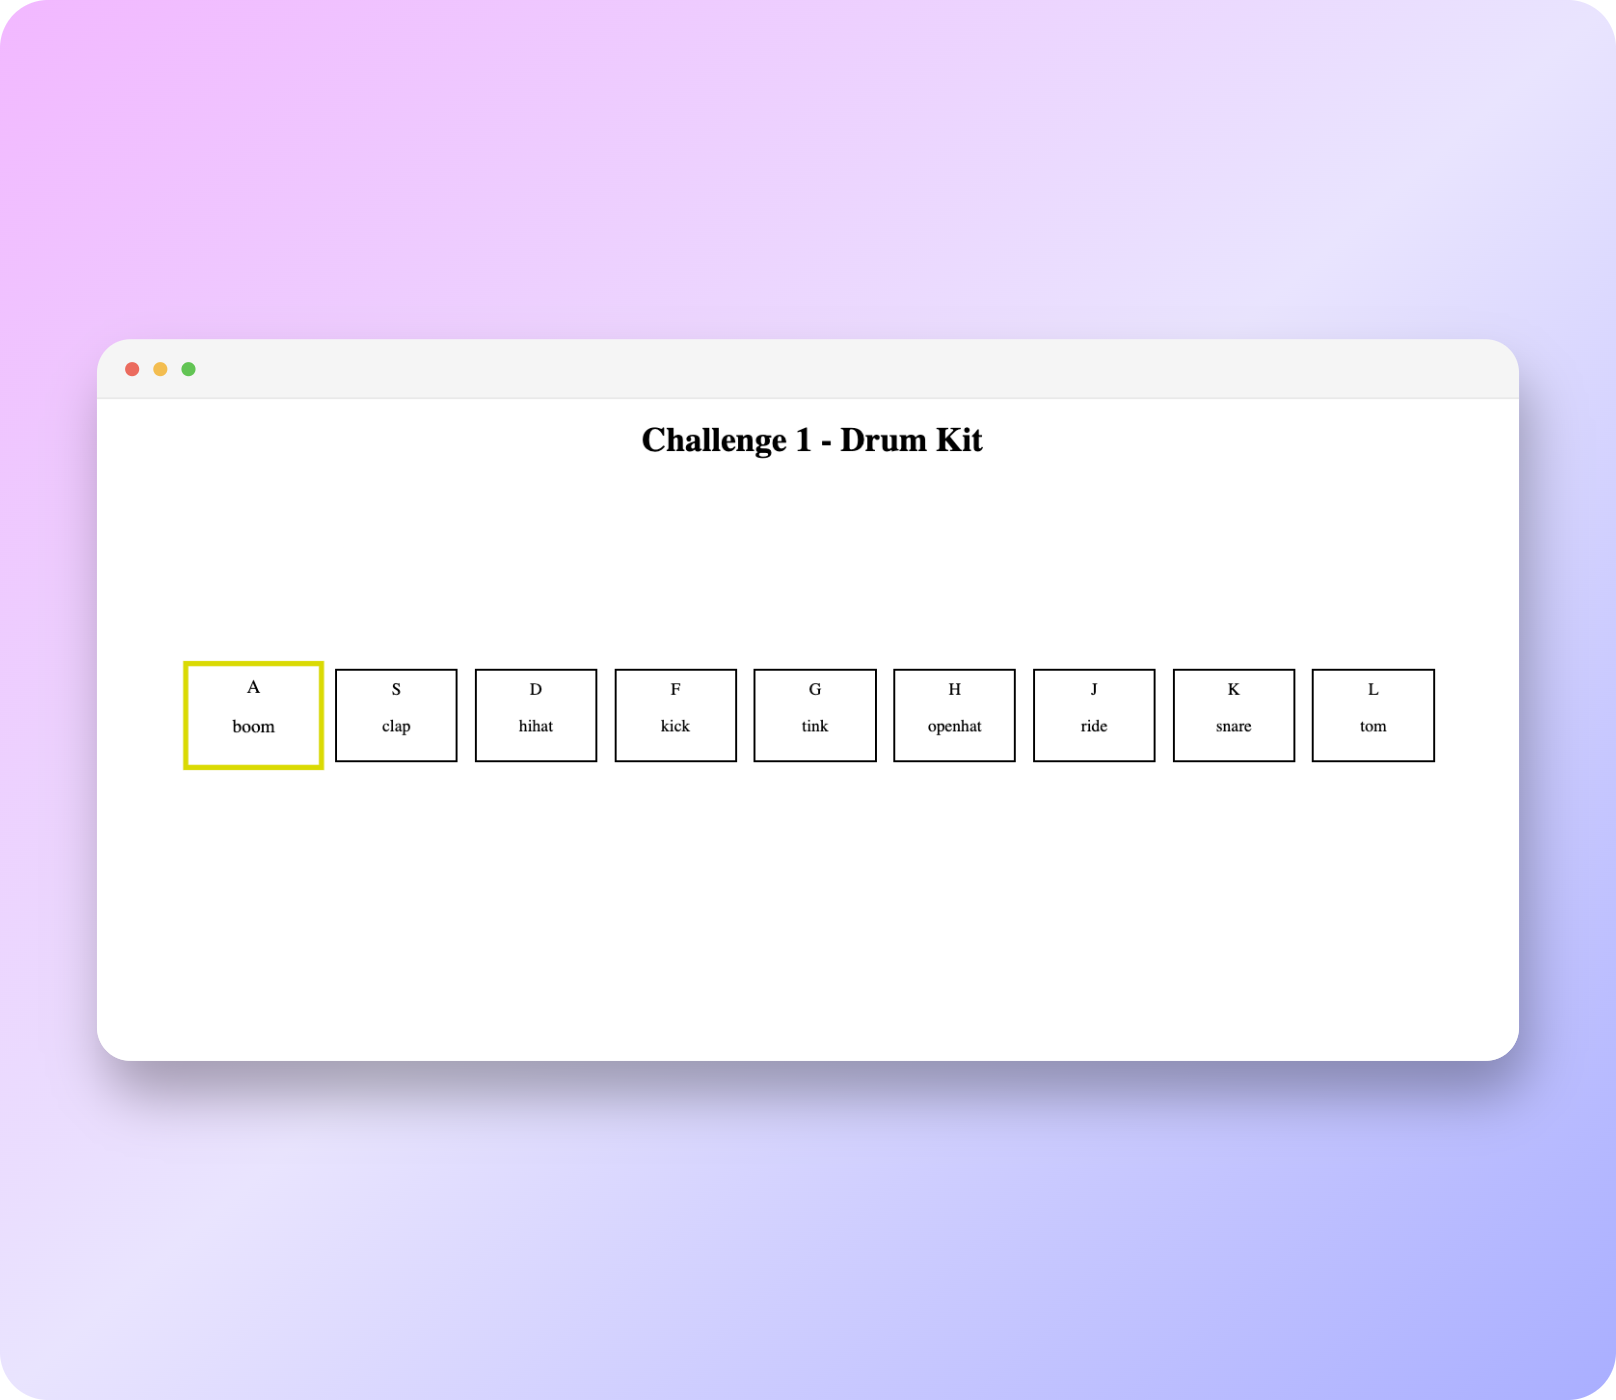 Challenge 1 - Drum Kit
A S D F G H J K L
boom clap hihat kick tink openhat ride snare tom